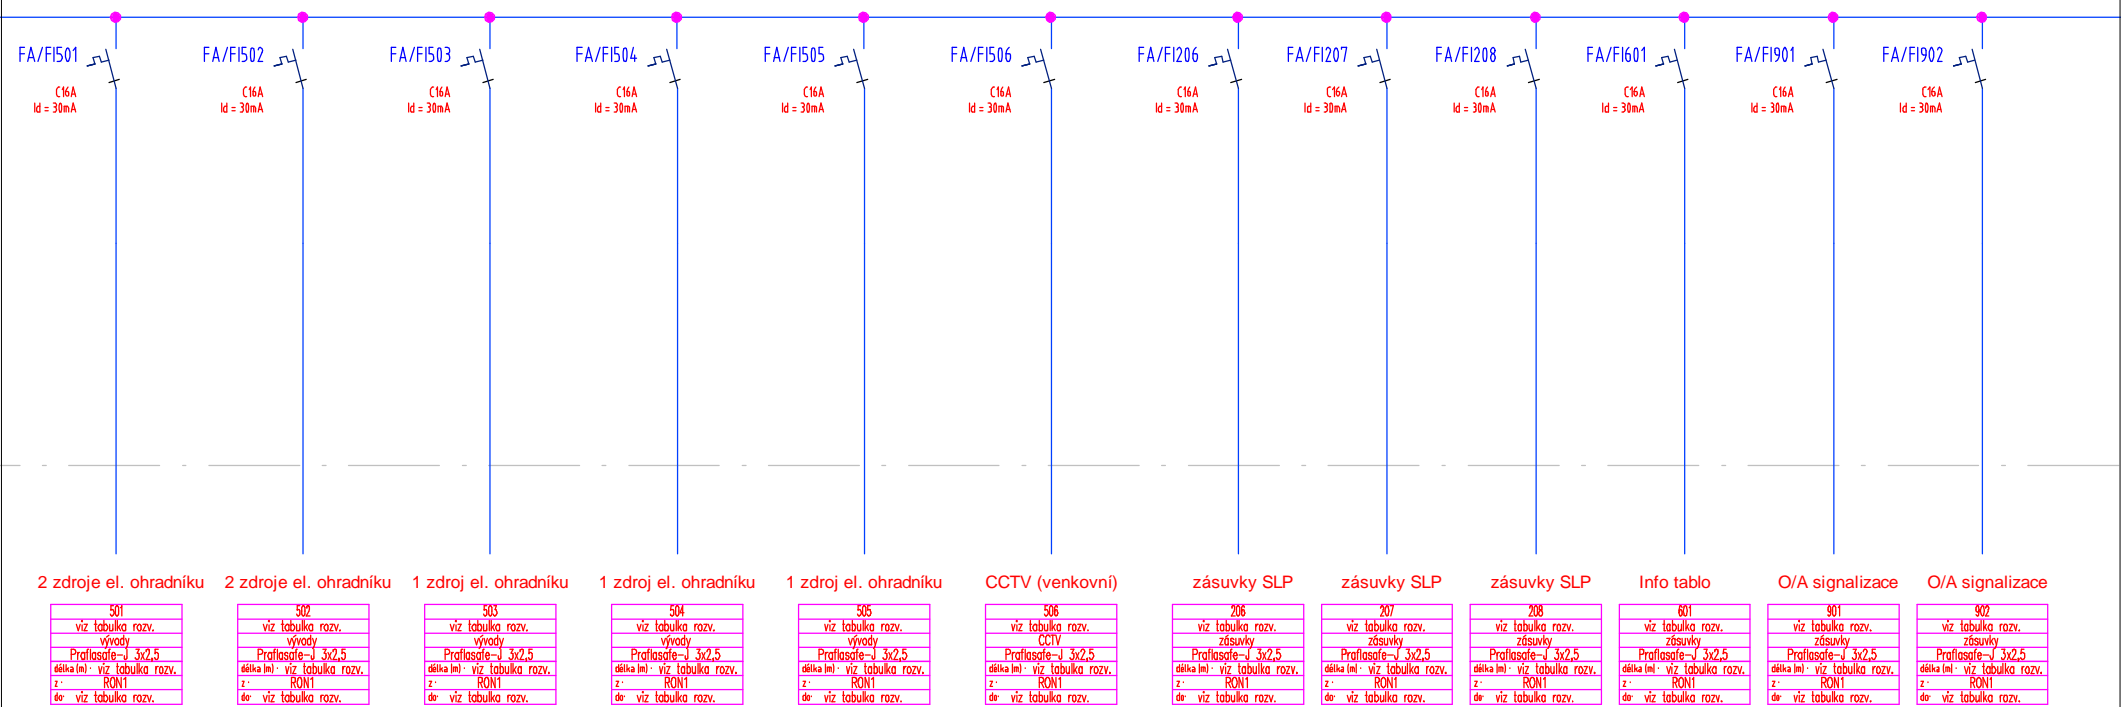 FA/FI501
C16A
Id = 30mA
FA/FI502
C16A
Id = 30mA
FA/FI503
C16A
Id = 30mA
FA/FI504
C16A
Id = 30mA
FA/FI505
C16A
Id = 30mA
FA/FI506
C16A
Id = 30mA
FA/FI206
C16A
Id = 30mA
FA/FI207
C16A
Id = 30mA
FA/FI208
C16A
Id = 30mA
FA/FI601
C16A
Id = 30mA
FA/FI901
C16A
Id = 30mA
FA/FI902
C16A
Id = 30mA
2 zdroje el. ohradníku
501
viz tabulka rozv.
vývody
Praflasafe-J 3x2,5
délka (m): viz tabulka rozv.
z: RON1
do: viz tabulka rozv.
2 zdroje el. ohradníku
502
viz tabulka rozv.
vývody
Praflasafe-J 3x2,5
délka (m): viz tabulka rozv.
z: RON1
do: viz tabulka rozv.
1 zdroj el. ohradníku
503
viz tabulka rozv.
vývody
Praflasafe-J 3x2,5
délka (m): viz tabulka rozv.
z: RON1
do: viz tabulka rozv.
1 zdroj el. ohradníku
504
viz tabulka rozv.
vývody
Praflasafe-J 3x2,5
délka (m): viz tabulka rozv.
z: RON1
do: viz tabulka rozv.
1 zdroj el. ohradníku
505
viz tabulka rozv.
vývody
Praflasafe-J 3x2,5
délka (m): viz tabulka rozv.
z: RON1
do: viz tabulka rozv.
CCTV (venkovní)
506
viz tabulka rozv.
CCTV
Praflasafe-J 3x2,5
délka (m): viz tabulka rozv.
z: RON1
do: viz tabulka rozv.
zásuvky SLP
206
viz tabulka rozv.
zásuvky
Praflasafe-J 3x2,5
délka (m): viz tabulka rozv.
z: RON1
do: viz tabulka rozv.
zásuvky SLP
207
viz tabulka rozv.
zásuvky
Praflasafe-J 3x2,5
délka (m): viz tabulka rozv.
z: RON1
do: viz tabulka rozv.
zásuvky SLP
208
viz tabulka rozv.
zásuvky
Praflasafe-J 3x2,5
délka (m): viz tabulka rozv.
z: RON1
do: viz tabulka rozv.
Info tablo
601
viz tabulka rozv.
zásuvky
Praflasafe-J 3x2,5
délka (m): viz tabulka rozv.
z: RON1
do: viz tabulka rozv.
O/A signalizace
901
viz tabulka rozv.
zásuvky
Praflasafe-J 3x2,5
délka (m): viz tabulka rozv.
z: RON1
do: viz tabulka rozv.
O/A signalizace
902
viz tabulka rozv.
zásuvky
Praflasafe-J 3x2,5
délka (m): viz tabulka rozv.
z: RON1
do: viz tabulka rozv.